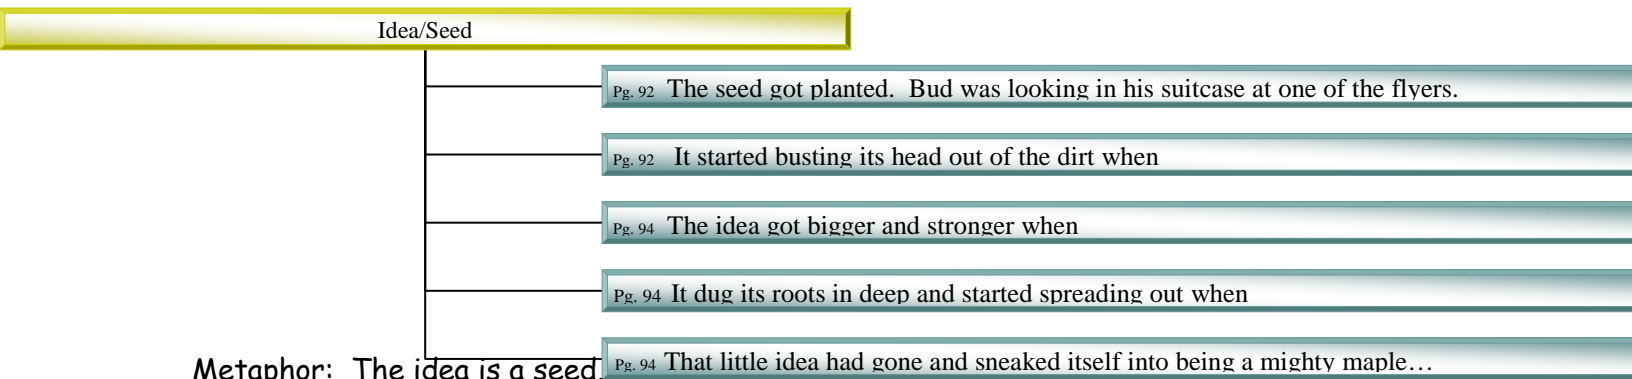 Idea/Seed
Pg. 92 The seed got planted. Bud was looking in his suitcase at one of the flyers.
Pg. 92 It started busting its head out of the dirt when
Pg. 94 The idea got bigger and stronger when
Pg. 94 It dug its roots in deep and started spreading out when
Pg. 94 That little idea had gone and sneaked itself into being a mighty maple…
Metaphor: The idea is a seed.